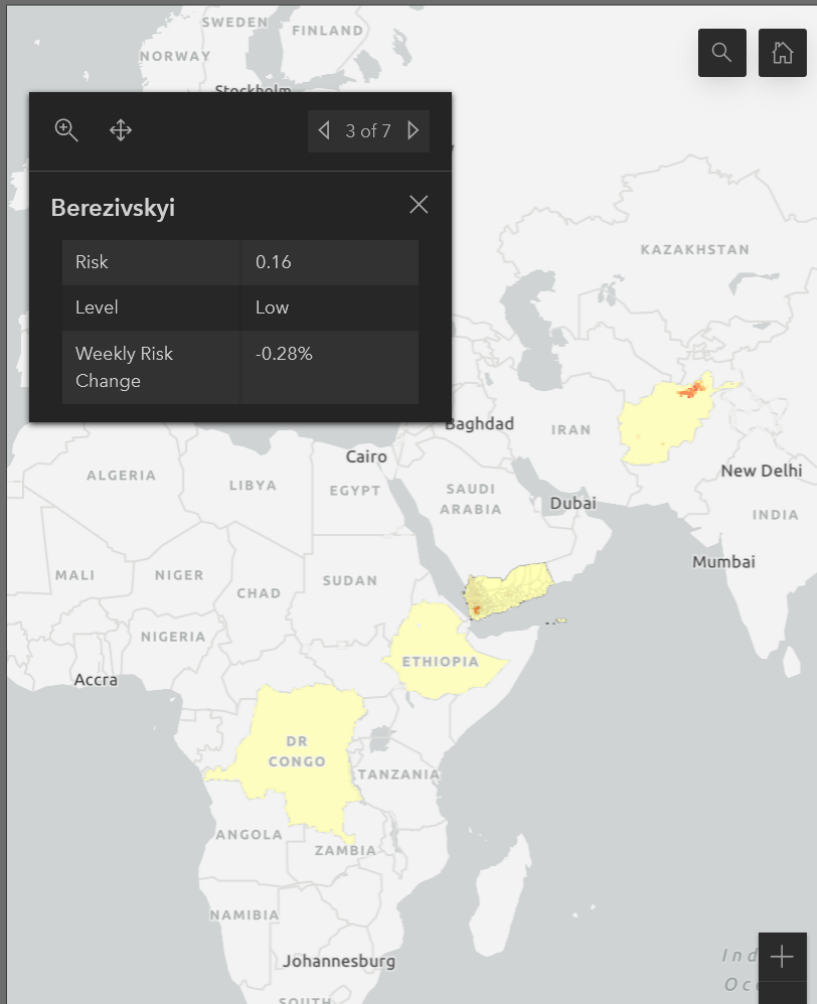 SWEDEN
FINLAND
NORWAY
Stockholm
3 of 7
Berezivskyi
Risk 0.16
Level Low
Weekly Risk -0.28%
Change
KAZAKHSTAN
Baghdad
IRAN
Cairo
ALGERIA
LIBYA
EGYPT
SAUDI
ARABIA
Dubai
New Delhi
INDIA
Mumbai
MALI
NIGER
CHAD
SUDAN
NIGERIA
ETHIOPIA
Accra
DR
CONGO
TANZANIA
ANGOLA
ZAMBIA
NAMIBIA
Johannesburg
Ind
Oc
SOUTH